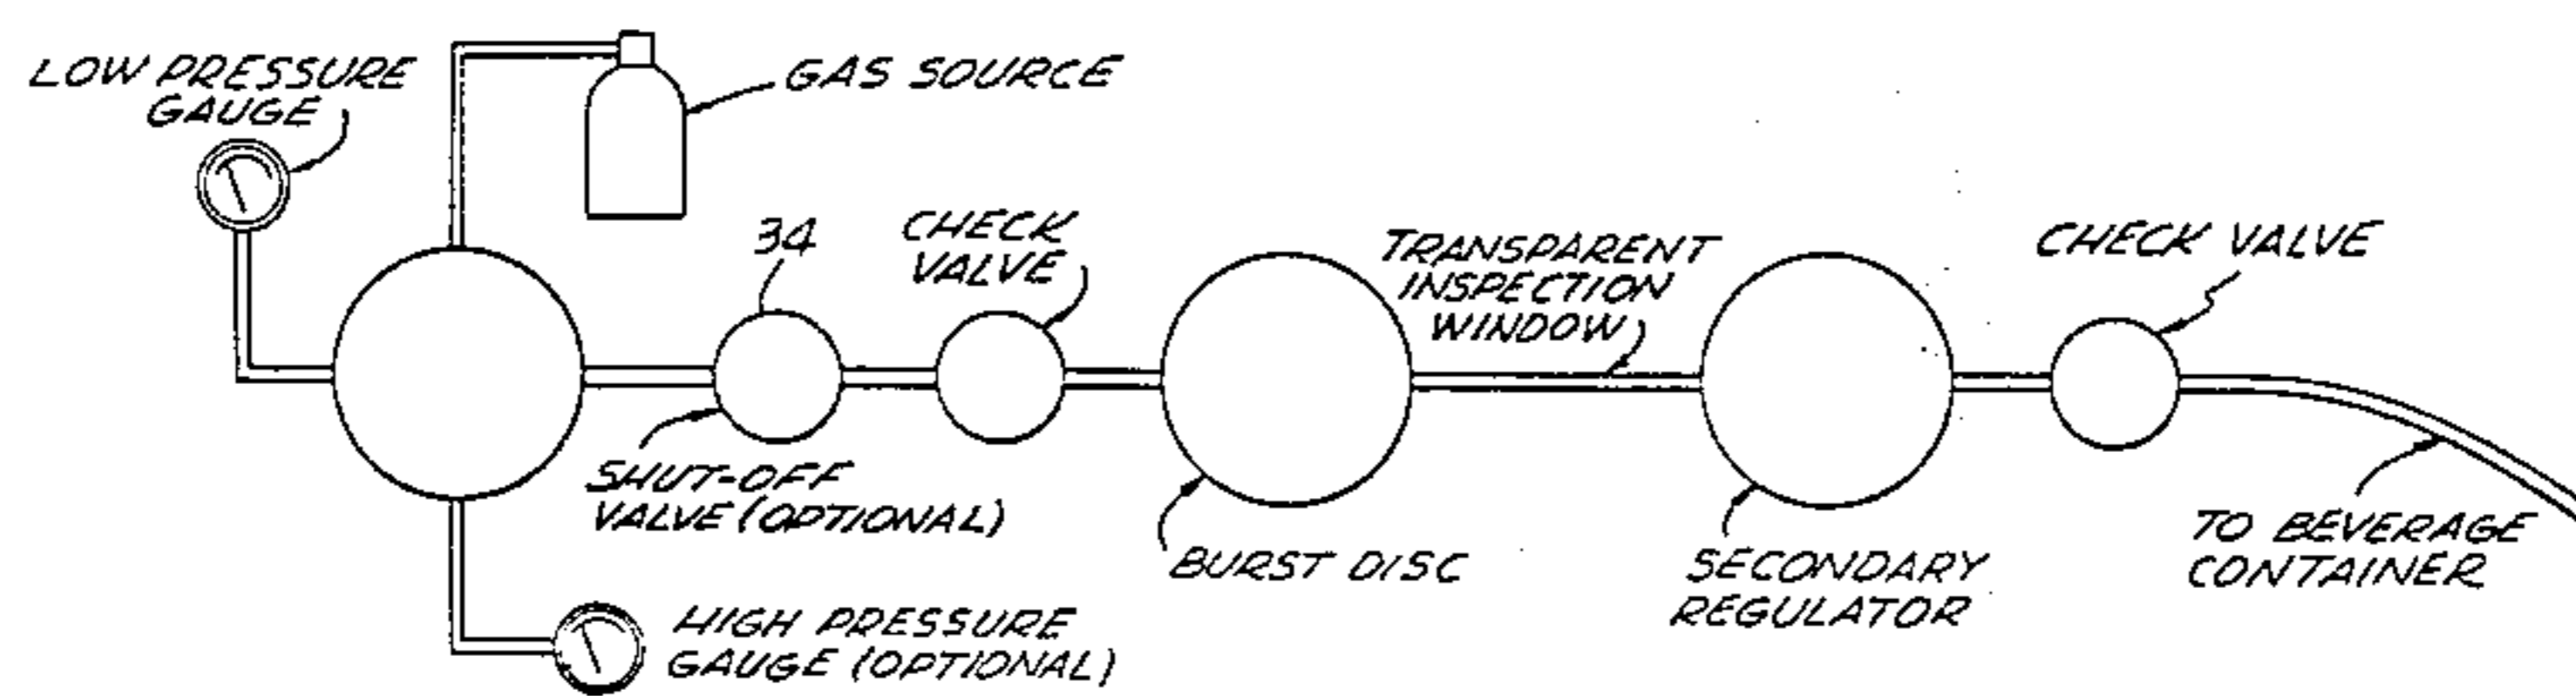 LOW PRESSURE
GAUGE
GAS SOURCE
34
CHECK
VALVE
TRANSPARENT
INSPECTION
WINDOW
CHECK VALVE
SHUT-OFF
VALVE (OPTIONAL)
BURST DISC
SECONDARY
REGULATOR
TO BEVERAGE
CONTAINER
HIGH PRESSURE
GAUGE (OPTIONAL)